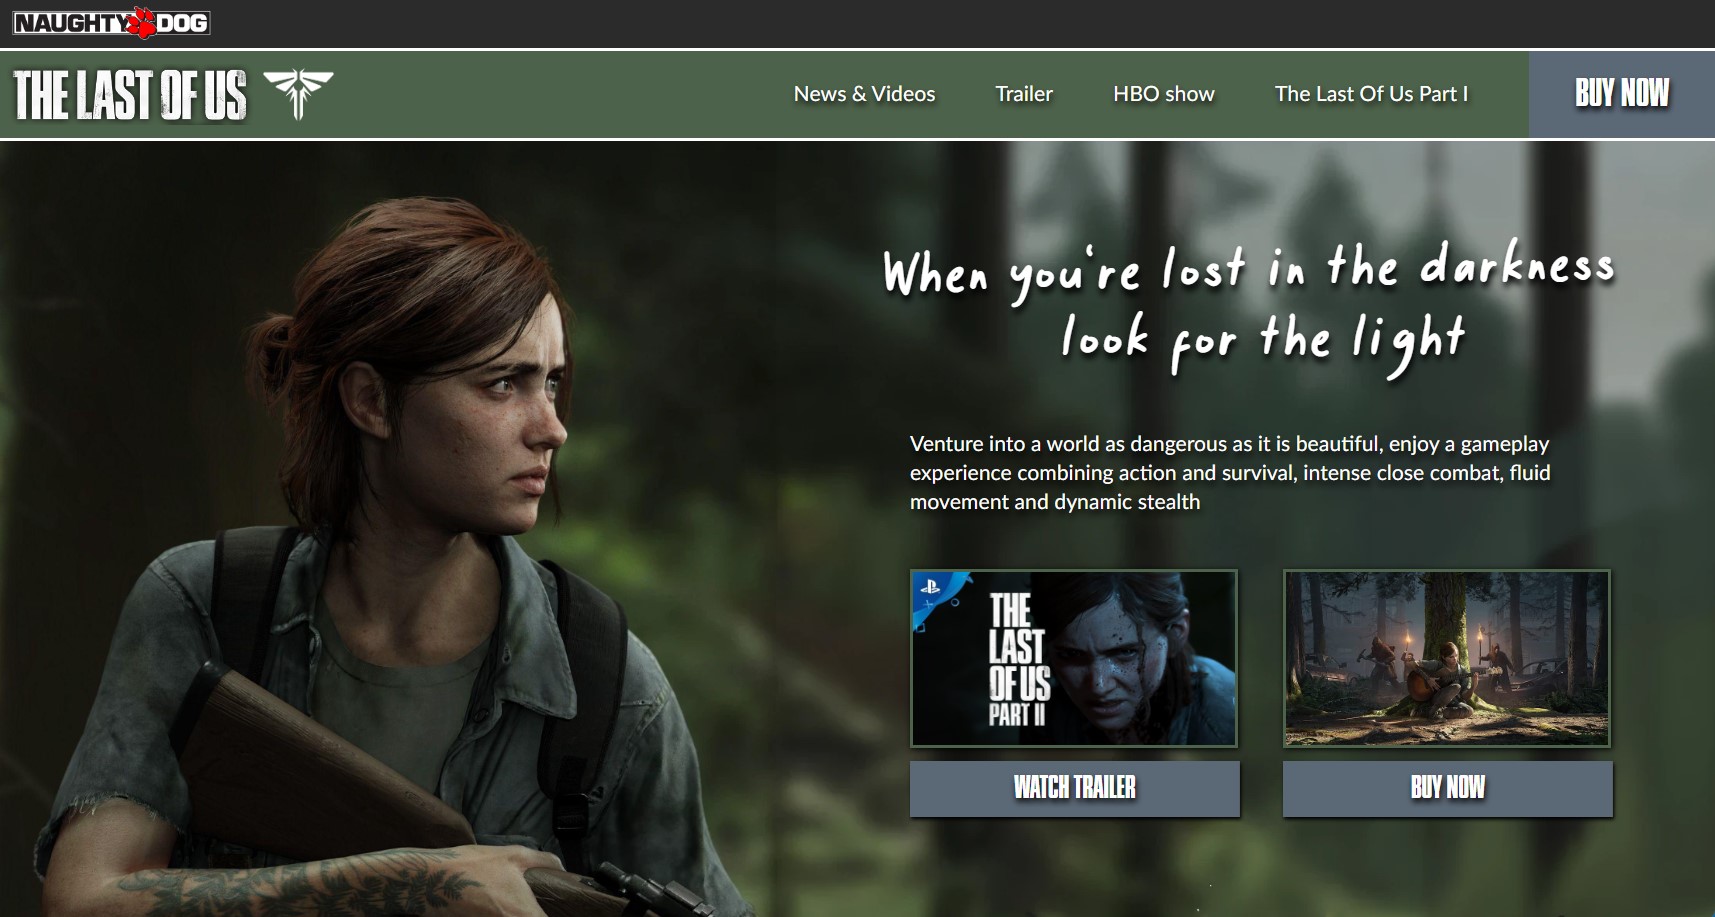 NAUGHTY DOG
THE LAST OF US
News & Videos
Trailer
HBO show
The Last Of Us Part I
BUY NOW
When you're lost in the darkness
look for the light
Venture into a world as dangerous as it is beautiful, enjoy a gameplay
experience combining action and survival, intense close combat, fluid
movement and dynamic stealth
THE
LAST
OF US
PART II
WATCH TRAILER
BUY NOW